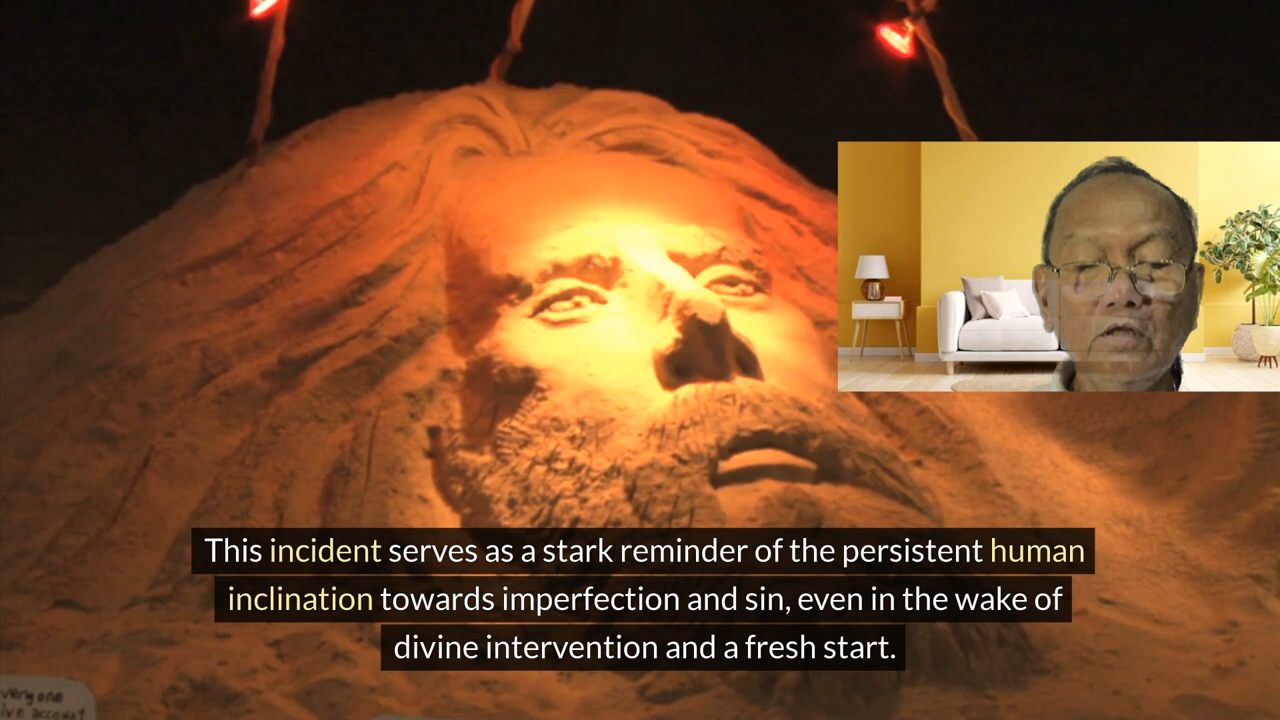 This incident serves as a stark reminder of the persistent human
inclination towards imperfection and sin, even in the wake of
divine intervention and a fresh start.